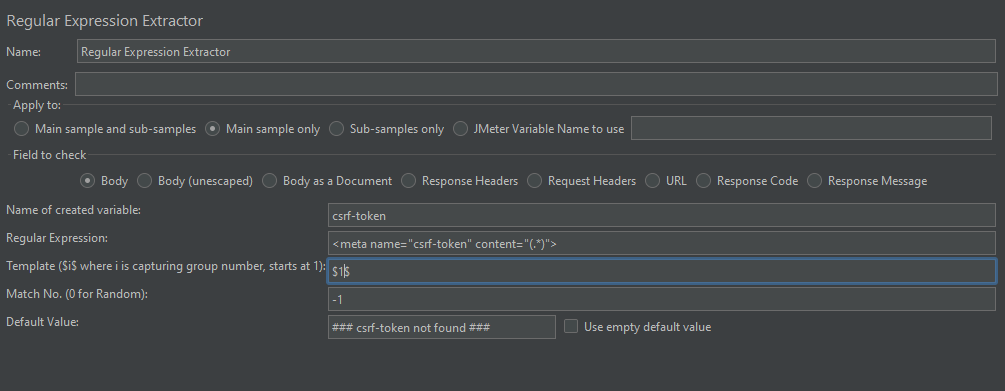 Regular Expression Extractor
Name: Regular Expression Extractor
Comments:
Apply to:
Main sample and sub-samples Main sample only Sub-samples only JMeter Variable Name to use
Field to check
Body Body (unescaped) Body as a Document Response Headers Request Headers URL Response Code Response Message
Name of created variable: csrf-token
Regular Expression: <meta name="csrf-token" content="(.*)">
Template ($i$ where i is capturing group number, starts at 1): $1$
Match No. (0 for Random): -1
Default Value: ### csrf-token not found ### Use empty default value